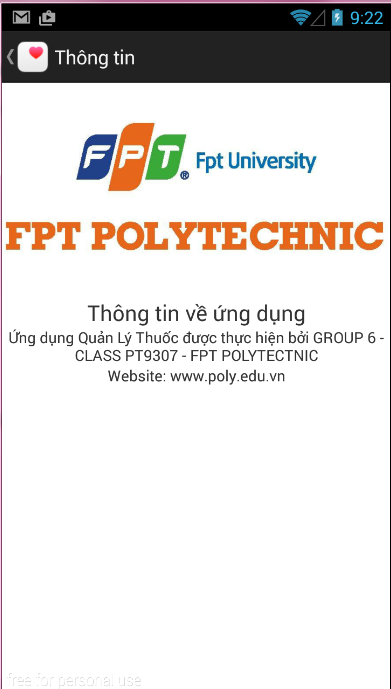 9:22
Thông tin
FPT® Fpt University
FPT POLYTECHNIC
Thông tin về ứng dụng
Ứng dụng Quản Lý Thuốc được thực hiện bởi GROUP 6 -
CLASS PT9307 - FPT POLYTECTNIC
Website: www.poly.edu.vn
free for personal use